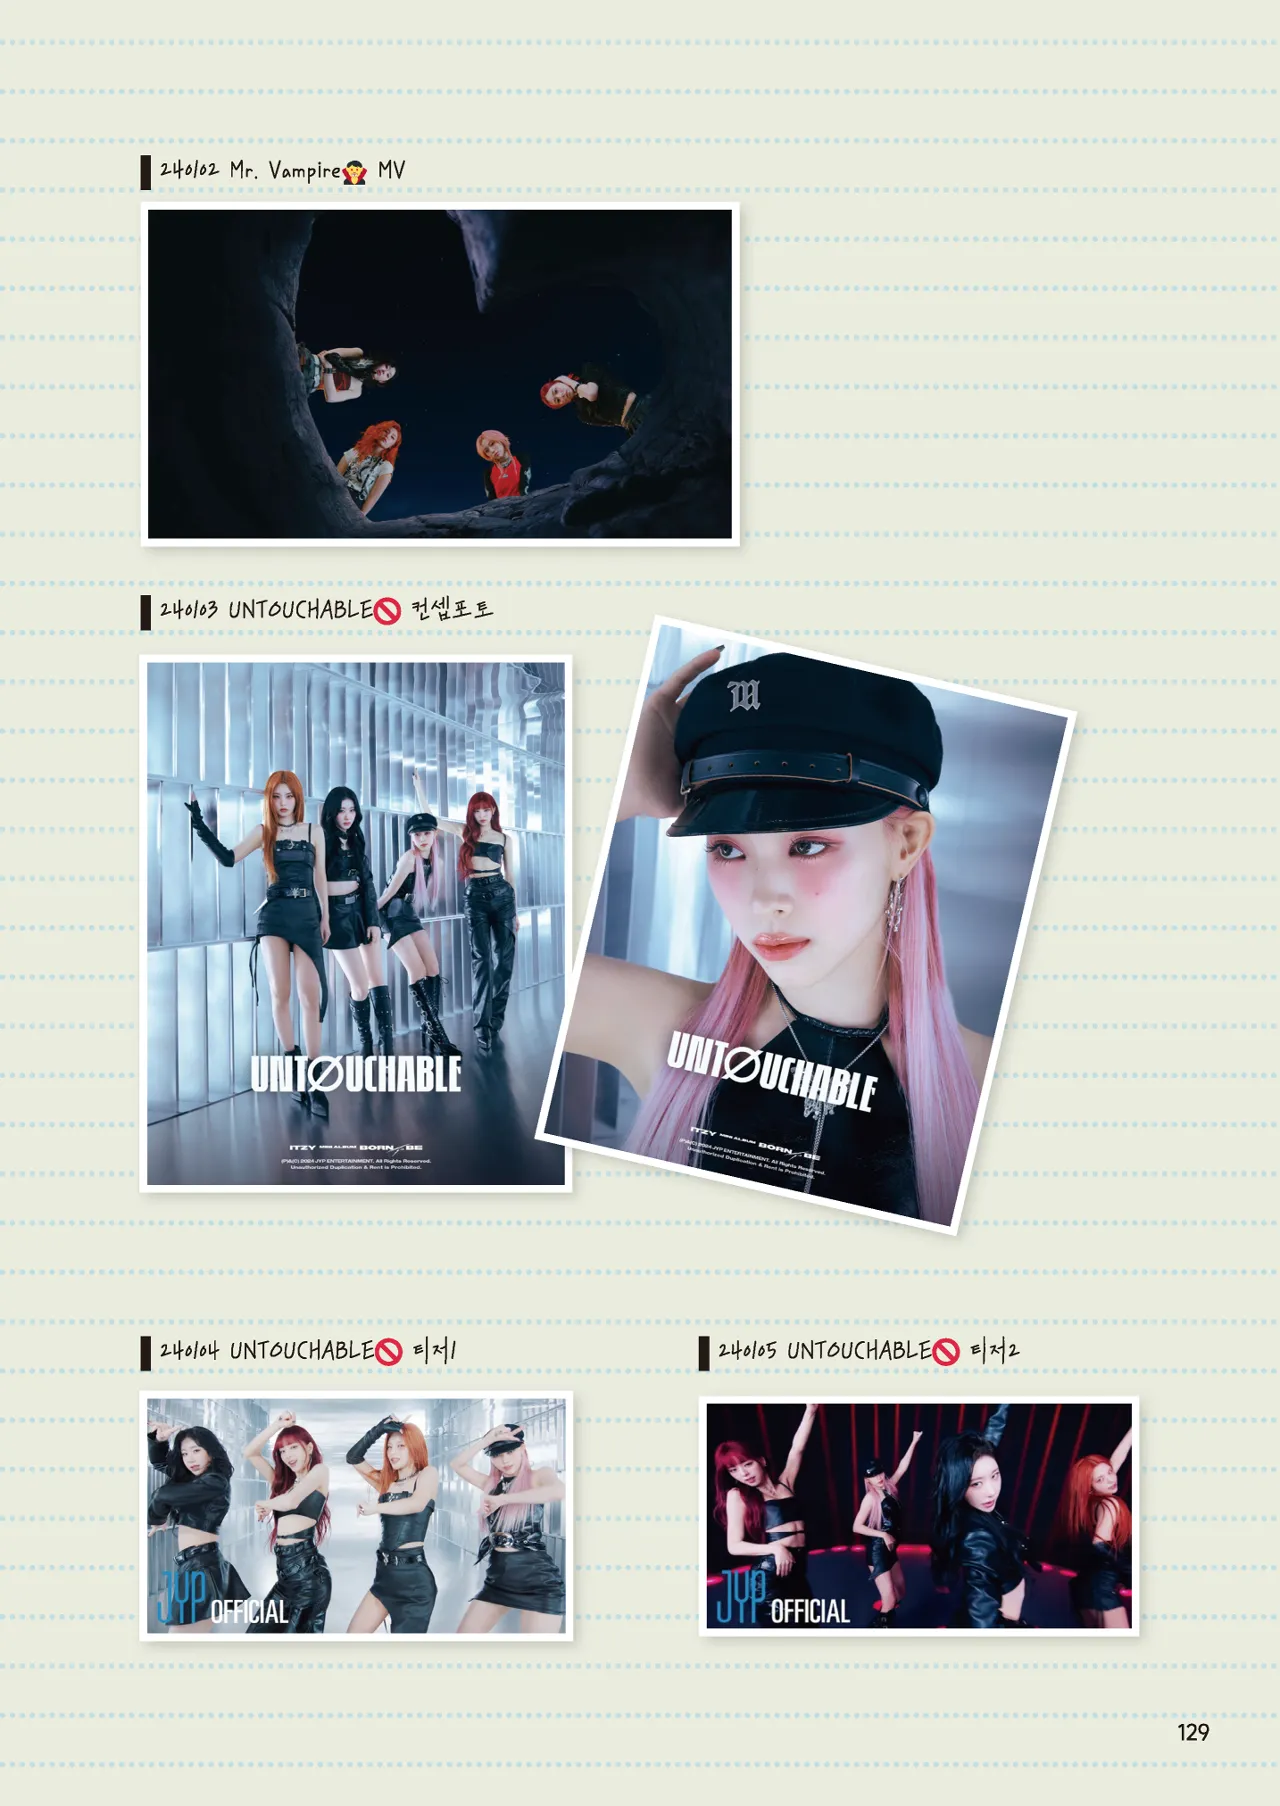 240102 Mr. Vampire🧛 MV
240103 UNTOUCHABLE🚫 컨셉포토
UNTØUCHABLE
ITZY MINI ALBUM BORN TO BE
(P)&(C) 2024 JYP ENTERTAINMENT. All Rights Reserved.
Unauthorized Duplication & Rent is Prohibited.
UNTØUCHABLE
ITZY MINI ALBUM BORN TO BE
(P)&(C) 2024 JYP ENTERTAINMENT. All Rights Reserved.
Unauthorized Duplication & Rent is Prohibited.
240104 UNTOUCHABLE🚫 티저1
JYP OFFICIAL
240105 UNTOUCHABLE🚫 티저2
JYP OFFICIAL
129